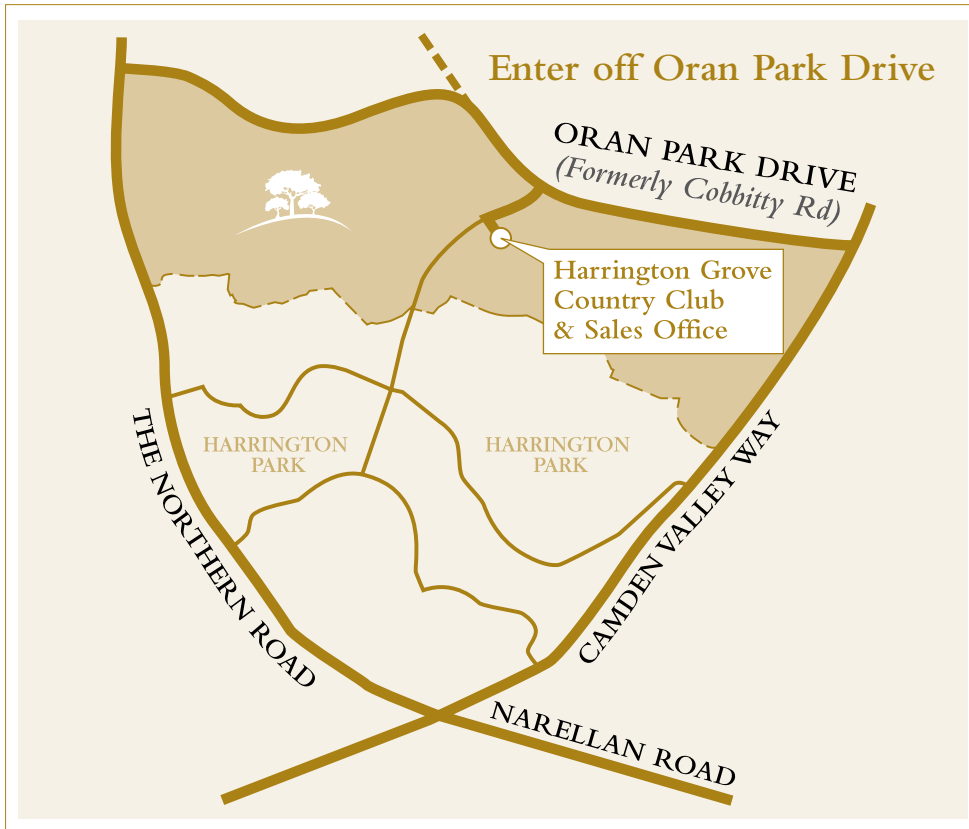 Enter off Oran Park Drive
ORAN PARK DRIVE
(Formerly Cobbitty Rd)
Harrington Grove
Country Club
& Sales Office
HARRINGTON
PARK
HARRINGTON
PARK
THE NORTHERN ROAD
CAMDEN VALLEY WAY
NARELLAN ROAD